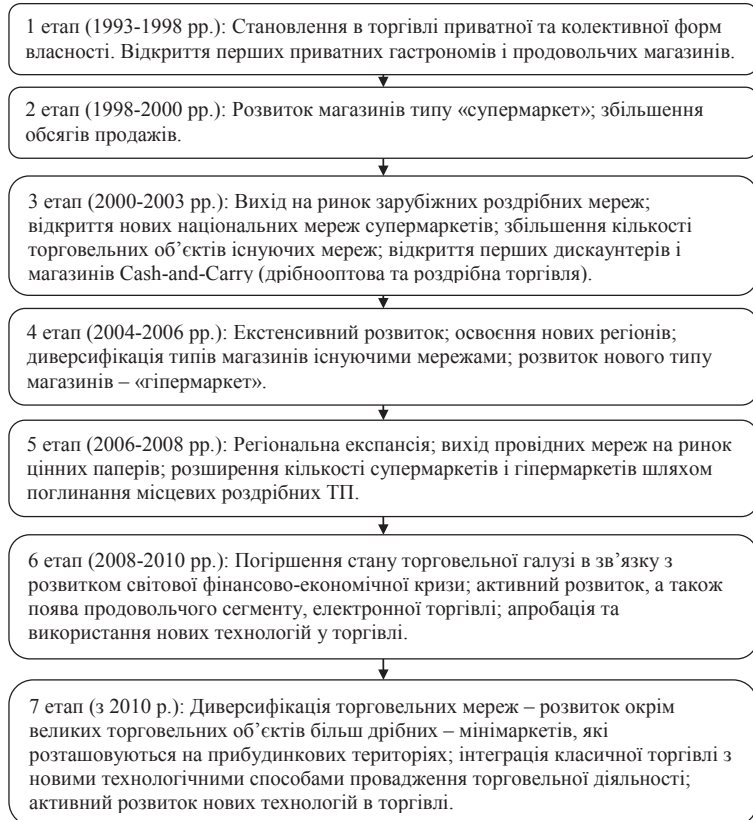 1 етап (1993-1998 рр.): Становлення в торгівлі приватної та колективної форм
власності. Відкриття перших приватних гастрономів і продовольчих магазинів.
2 етап (1998-2000 рр.): Розвиток магазинів типу «супермаркет»; збільшення
обсягів продажів.
3 етап (2000-2003 рр.): Вихід на ринок зарубіжних роздрібних мереж;
відкриття нових національних мереж супермаркетів; збільшення кількості
торговельних об’єктів існуючих мереж; відкриття перших дискаунтерів і
магазинів Cash-and-Carry (дрібнооптова та роздрібна торгівля).
4 етап (2004-2006 рр.): Екстенсивний розвиток; освоєння нових регіонів;
диверсифікація типів магазинів існуючими мережами; розвиток нового типу
магазинів – «гіпермаркет».
5 етап (2006-2008 рр.): Регіональна експансія; вихід провідних мереж на ринок
цінних паперів; розширення кількості супермаркетів і гіпермаркетів шляхом
поглинання місцевих роздрібних ТП.
6 етап (2008-2010 рр.): Погіршення стану торговельної галузі в зв’язку з
розвитком світової фінансово-економічної кризи; активний розвиток, а також
поява продовольчого сегменту, електронної торгівлі; апробація та
використання нових технологій у торгівлі.
7 етап (з 2010 р.): Диверсифікація торговельних мереж – розвиток окрім
великих торговельних об’єктів більш дрібних – мінімаркетів, які
розташовуються на прибудинкових територіях; інтеграція класичної торгівлі з
новими технологічними способами провадження торговельної діяльності;
активний розвиток нових технологій в торгівлі.